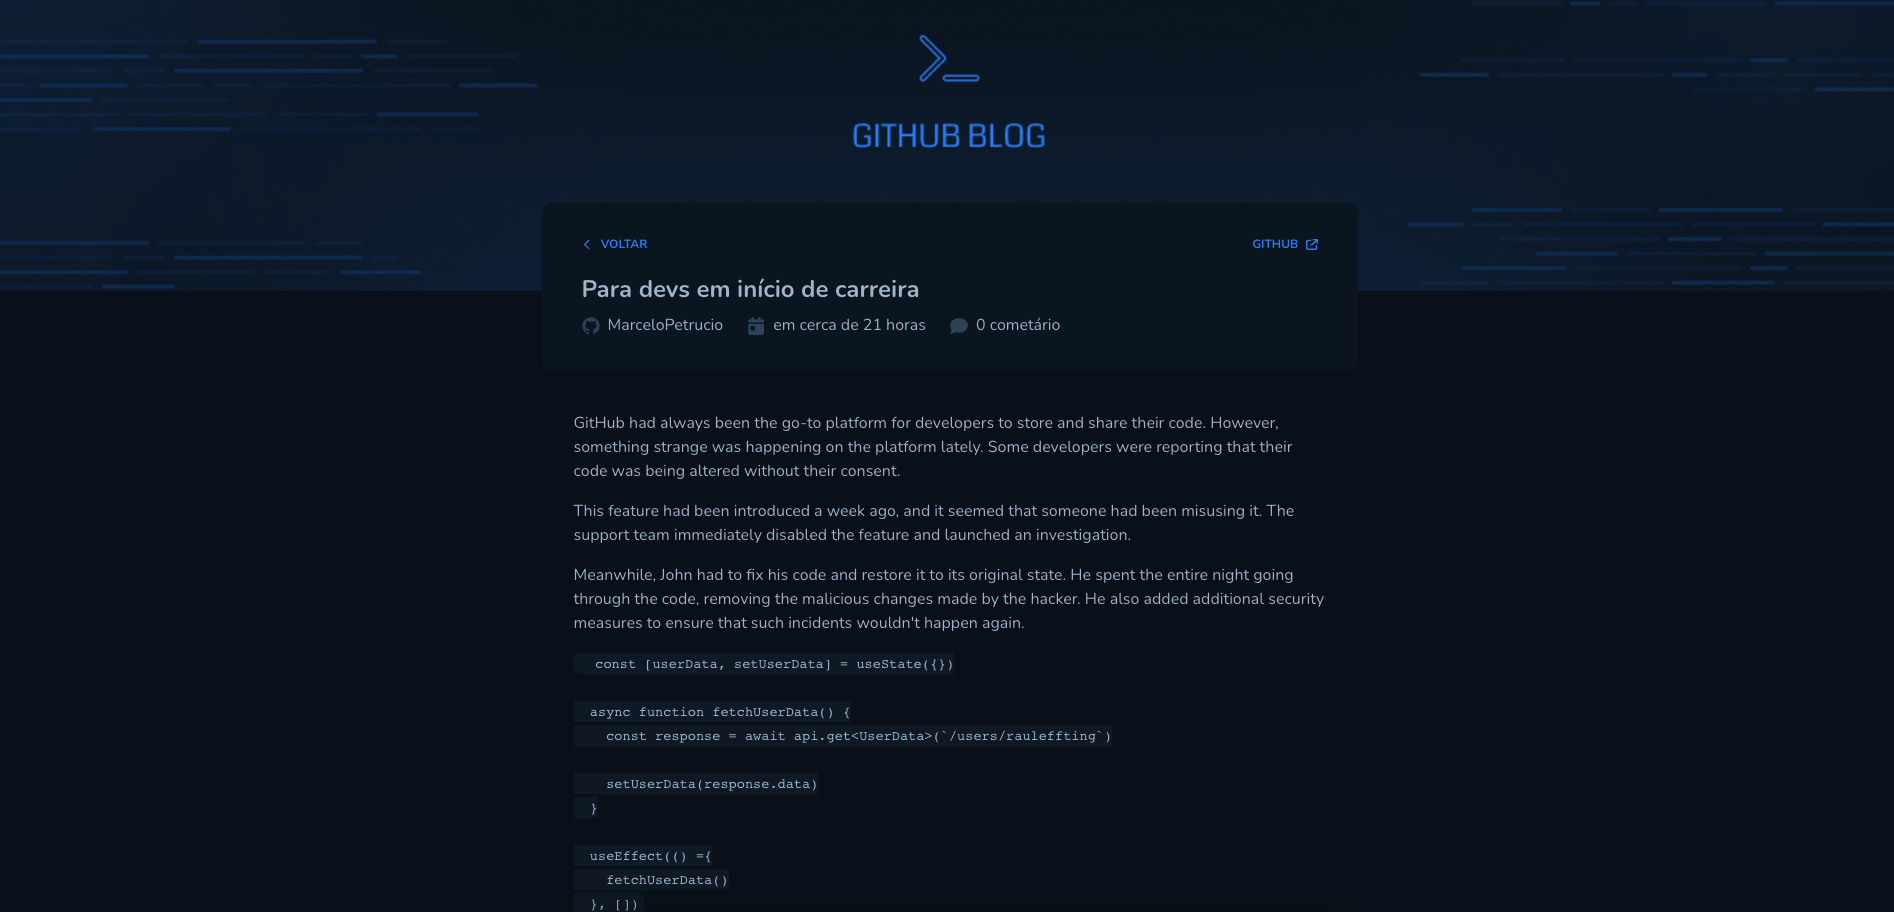 GITHUB BLOG
VOLTAR
GITHUB
Para devs em início de carreira
MarceloPetrucio em cerca de 21 horas 0 cometário
GitHub had always been the go-to platform for developers to store and share their code. However,
something strange was happening on the platform lately. Some developers were reporting that their
code was being altered without their consent.
This feature had been introduced a week ago, and it seemed that someone had been misusing it. The
support team immediately disabled the feature and launched an investigation.
Meanwhile, John had to fix his code and restore it to its original state. He spent the entire night going
through the code, removing the malicious changes made by the hacker. He also added additional security
measures to ensure that such incidents wouldn't happen again.
const [userData, setUserData] = useState({})
async function fetchUserData() {
const response = await api.get<UserData>(`/users/rauleffting`)
setUserData(response.data)
}
useEffect(() ={
fetchUserData()
}, [])